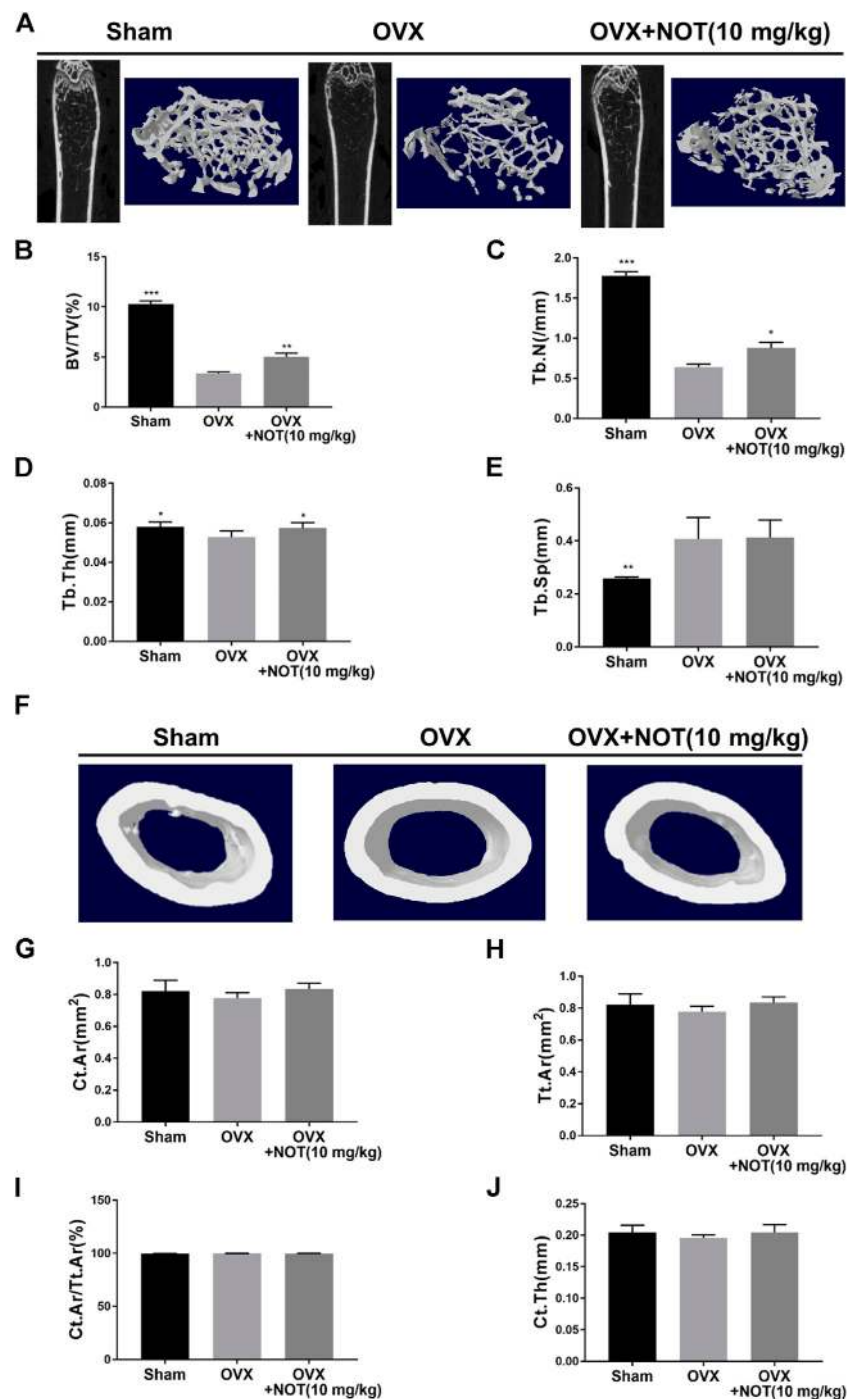 A
Sham OVX OVX+NOT(10 mg/kg)
B
BV/TV(%)
15
10
5
0
***
**
Sham OVX OVX
+NOT(10 mg/kg)
C
Tb.N(/mm)
2.0
1.5
1.0
0.5
0.0
***
*
Sham OVX OVX
+NOT(10 mg/kg)
D
Tb.Th(mm)
0.08
0.06
0.04
0.02
0.00
*
*
Sham OVX OVX
+NOT(10 mg/kg)
E
Tb.Sp(mm)
0.6
0.4
0.2
0.0
**
Sham OVX OVX
+NOT(10 mg/kg)
F
Sham OVX OVX+NOT(10 mg/kg)
G
Ct.Ar(mm²)
1.0
0.8
0.6
0.4
0.2
0.0
Sham OVX OVX
+NOT(10 mg/kg)
H
Tt.Ar(mm²)
1.0
0.8
0.6
0.4
0.2
0.0
Sham OVX OVX
+NOT(10 mg/kg)
I
Ct.Ar/Tt.Ar(%)
150
100
50
0
Sham OVX OVX
+NOT(10 mg/kg)
J
Ct.Th(mm)
0.25
0.20
0.15
0.10
0.05
0.00
Sham OVX OVX
+NOT(10 mg/kg)